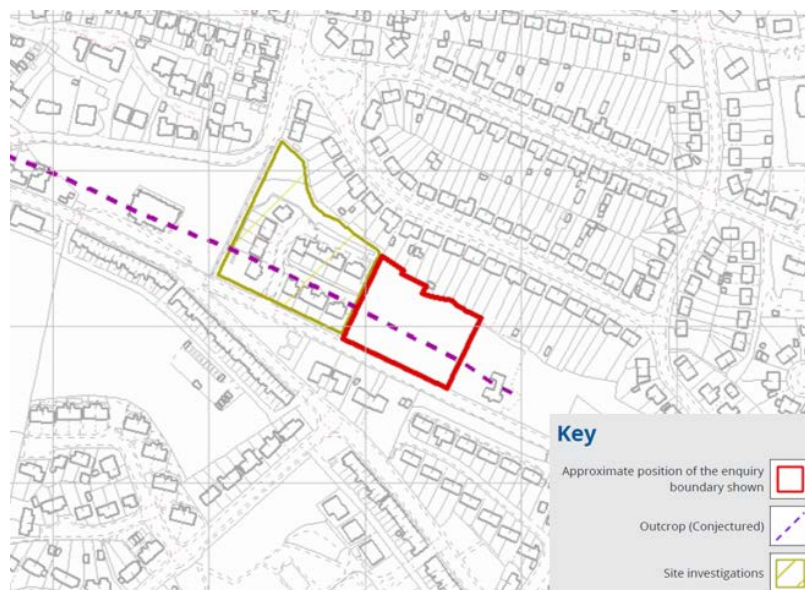 Key
Approximate position of the enquiry
boundary shown
Outcrop (Conjectured)
Site investigations